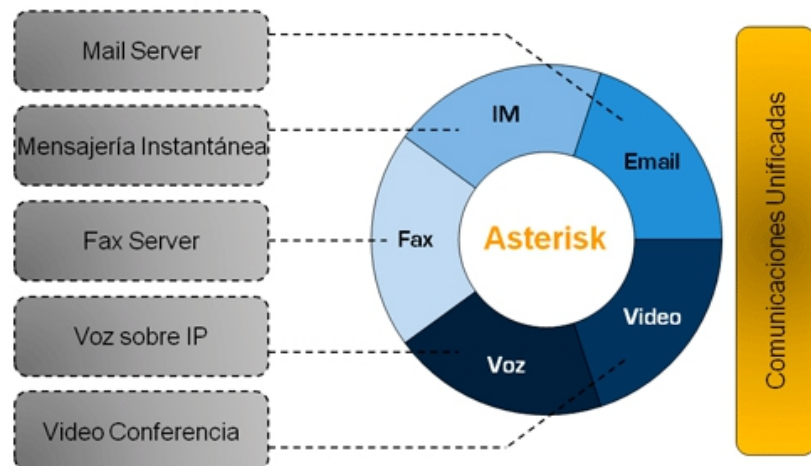 Mail Server
Mensajería Instantánea
Fax Server
Voz sobre IP
Video Conferencia
IM
Email
Fax
Asterisk
Video
Voz
Comunicaciones Unificadas